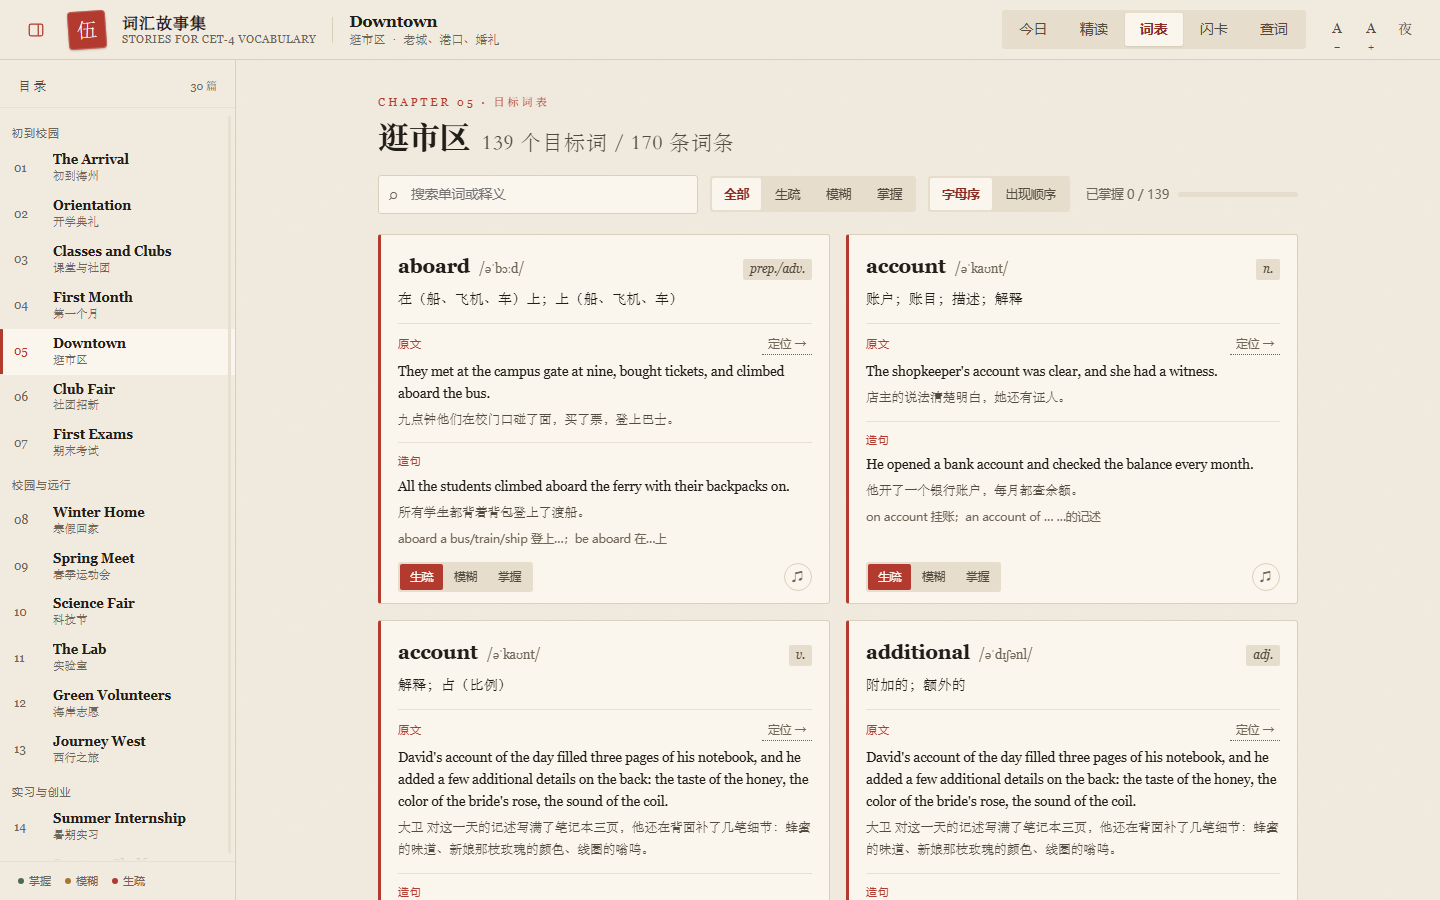 伍
词汇故事集
STORIES FOR CET-4 VOCABULARY
Downtown
逛市区 · 老城、港口、婚礼
今日 精读 词表 闪卡 查词
A− A+ 夜
目录 30 篇
初到校园
01 The Arrival
初到海州
02 Orientation
开学典礼
03 Classes and Clubs
课堂与社团
04 First Month
第一个月
05 Downtown
逛市区
06 Club Fair
社团招新
07 First Exams
期末考试
校园与远行
08 Winter Home
寒假回家
09 Spring Meet
春季运动会
10 Science Fair
科技节
11 The Lab
实验室
12 Green Volunteers
海岸志愿
13 Journey West
西行之旅
实习与创业
14 Summer Internship
暑期实习
掌握 模糊 生疏
CHAPTER 05 · 目标词表
逛市区 139 个目标词 / 170 条词条
搜索单词或释义
全部 生疏 模糊 掌握
字母序 出现顺序
已掌握 0 / 139
aboard /əˈbɔːd/ prep./adv.
在（船、飞机、车）上；上（船、飞机、车）
原文 定位 →
They met at the campus gate at nine, bought tickets, and climbed
aboard the bus.
九点钟他们在校门口碰了面，买了票，登上巴士。
造句
All the students climbed aboard the ferry with their backpacks on.
所有学生都背着背包登上了渡船。
aboard a bus/train/ship 登上…；be aboard 在…上
生疏 模糊 掌握
account /əˈkaʊnt/ n.
账户；账目；描述；解释
原文 定位 →
The shopkeeper's account was clear, and she had a witness.
店主的说法清楚明白，她还有证人。
造句
He opened a bank account and checked the balance every month.
他开了一个银行账户，每月都查余额。
on account 挂账；an account of … …的记述
生疏 模糊 掌握
account /əˈkaʊnt/ v.
解释；占（比例）
原文 定位 →
David's account of the day filled three pages of his notebook, and he
added a few additional details on the back: the taste of the honey, the
color of the bride's rose, the sound of the coil.
大卫 对这一天的记述写满了笔记本三页，他还在背面补了几笔细节：蜂蜜
的味道、新娘那枝玫瑰的颜色、线圈的嗡鸣。
造句
additional /əˈdɪʃənl/ adj.
附加的；额外的
原文 定位 →
David's account of the day filled three pages of his notebook, and he
added a few additional details on the back: the taste of the honey, the
color of the bride's rose, the sound of the coil.
大卫 对这一天的记述写满了笔记本三页，他还在背面补了几笔细节：蜂蜜
的味道、新娘那枝玫瑰的颜色、线圈的嗡鸣。
造句